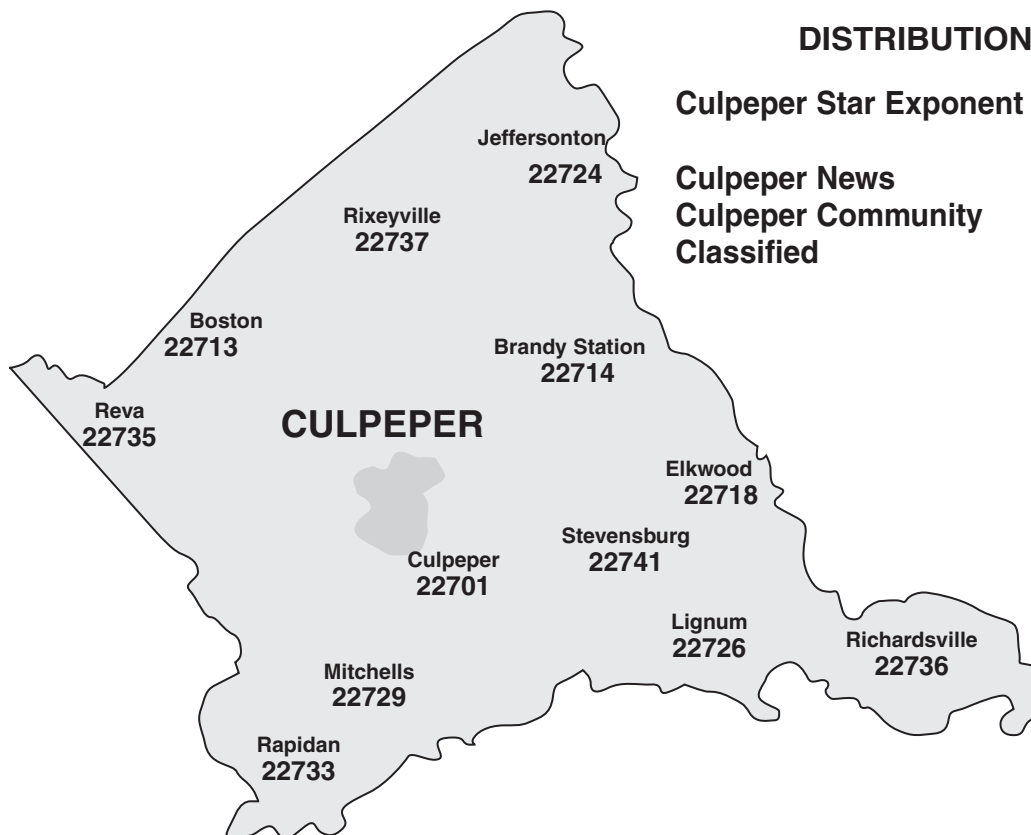 DISTRIBUTION
Culpeper Star Exponent
Culpeper News
Culpeper Community
Classified
Jeffersonton
22724
Rixeyville
22737
Boston
22713
Brandy Station
22714
Reva
22735
CULPEPER
Elkwood
22718
Stevensburg
22741
Culpeper
22701
Lignum
22726
Richardsville
22736
Mitchells
22729
Rapidan
22733